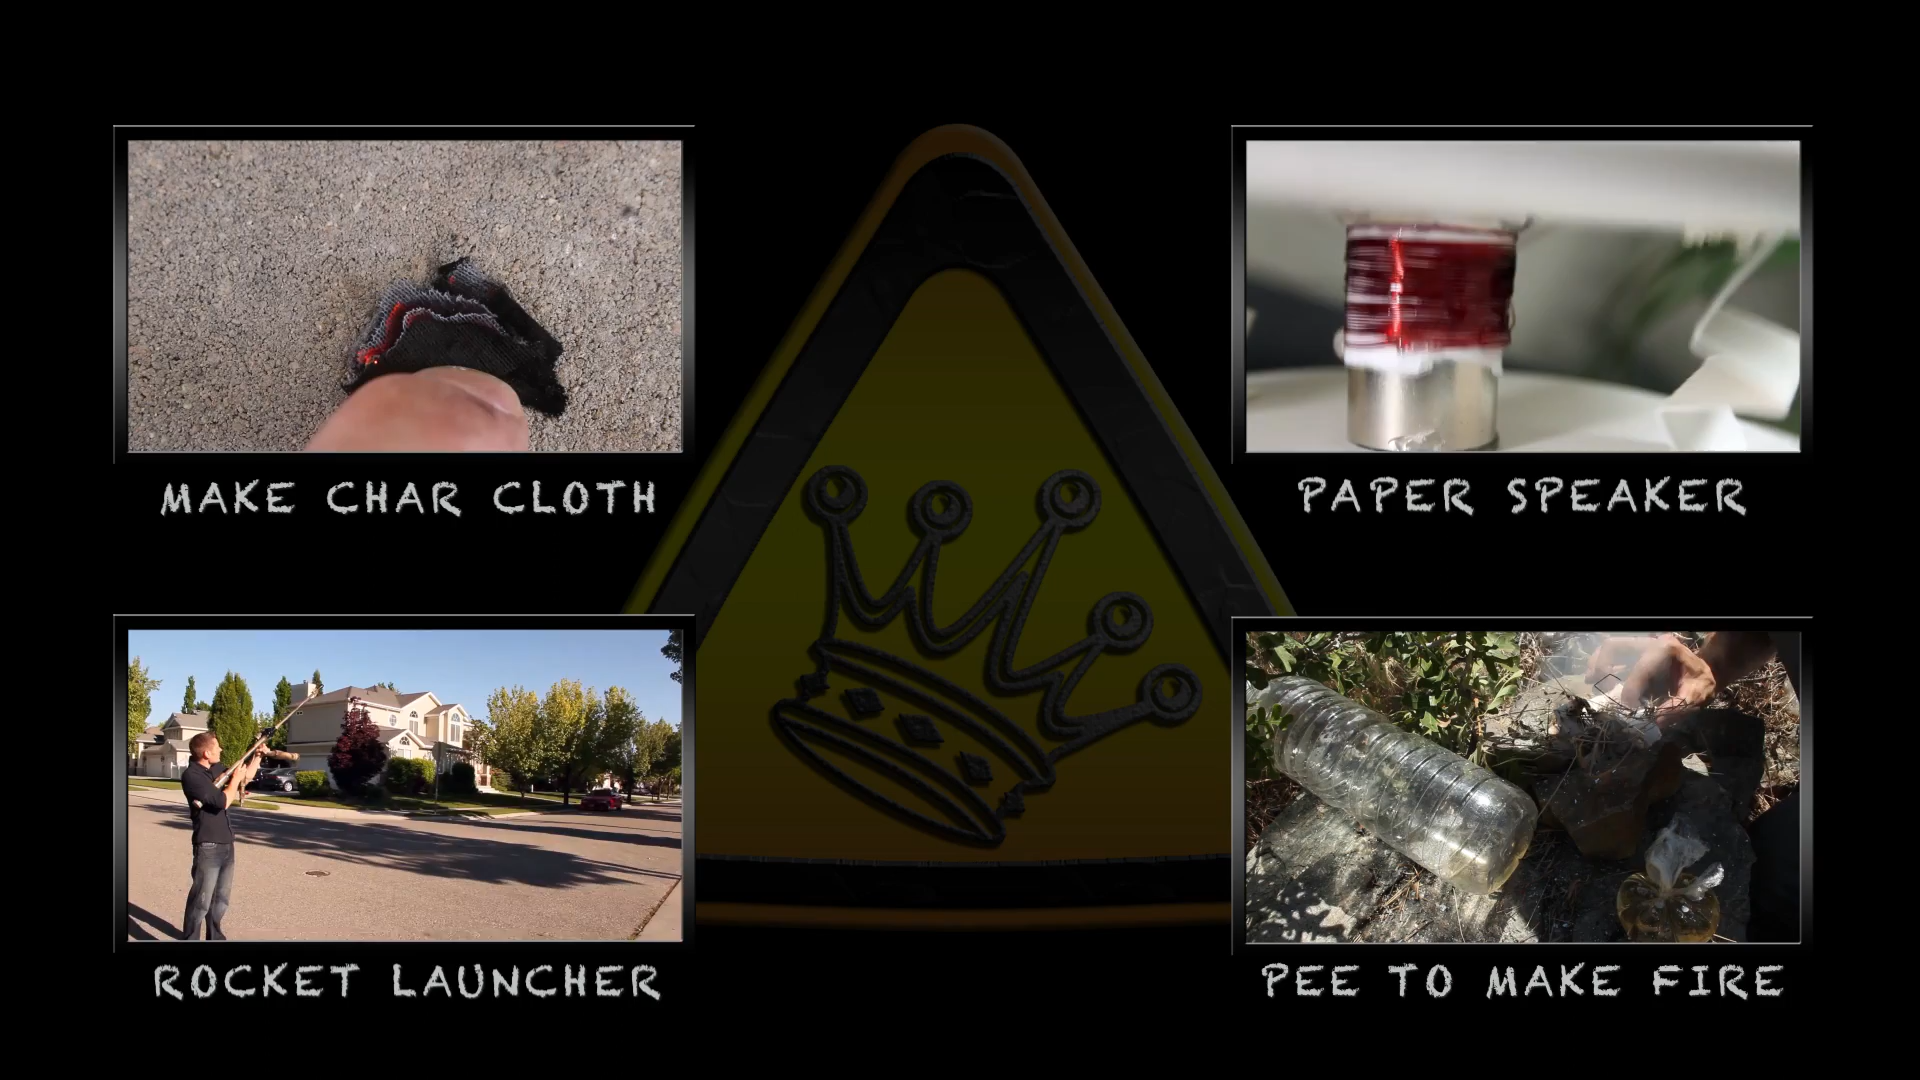 MAKE CHAR CLOTH
PAPER SPEAKER
ROCKET LAUNCHER
PEE TO MAKE FIRE